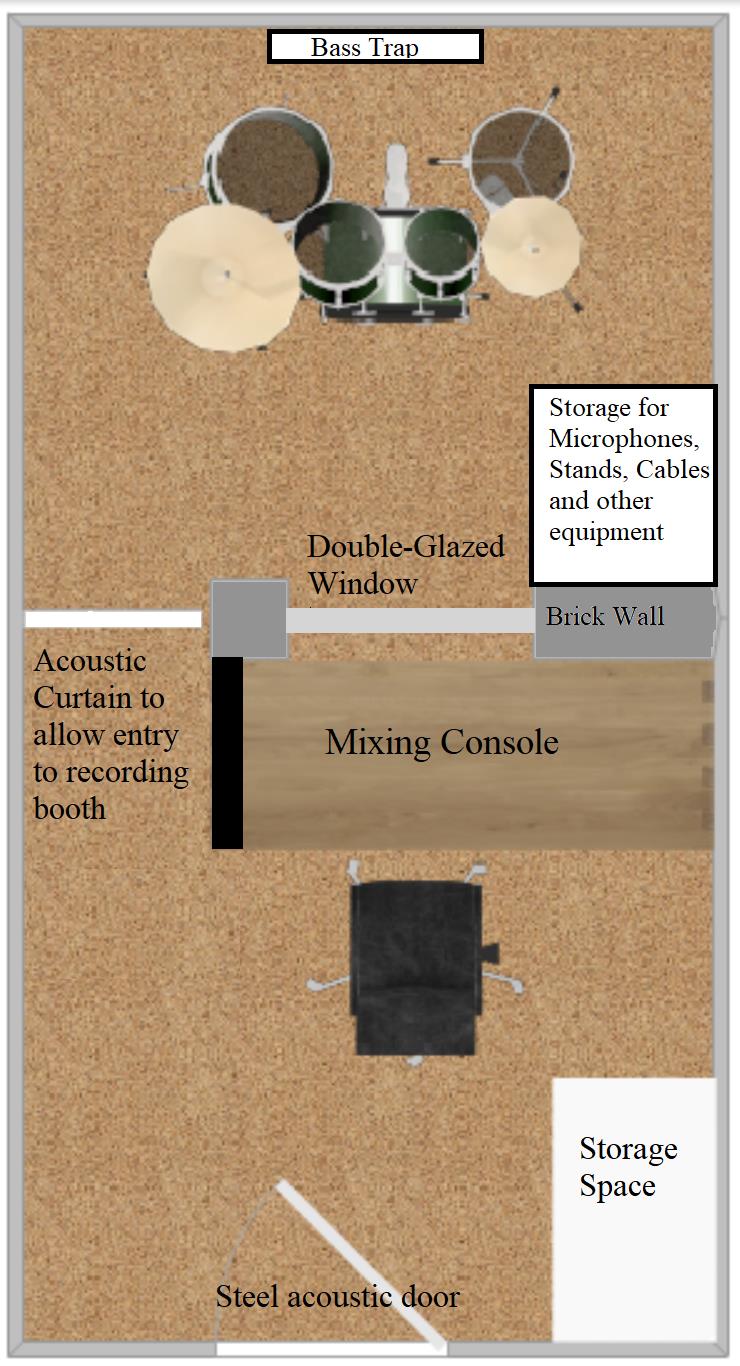 Bass Trap
Storage for
Microphones,
Stands, Cables
and other
equipment
Double-Glazed
Window
Brick Wall
Acoustic
Curtain to
allow entry
to recording
booth
Mixing Console
Storage
Space
Steel acoustic door